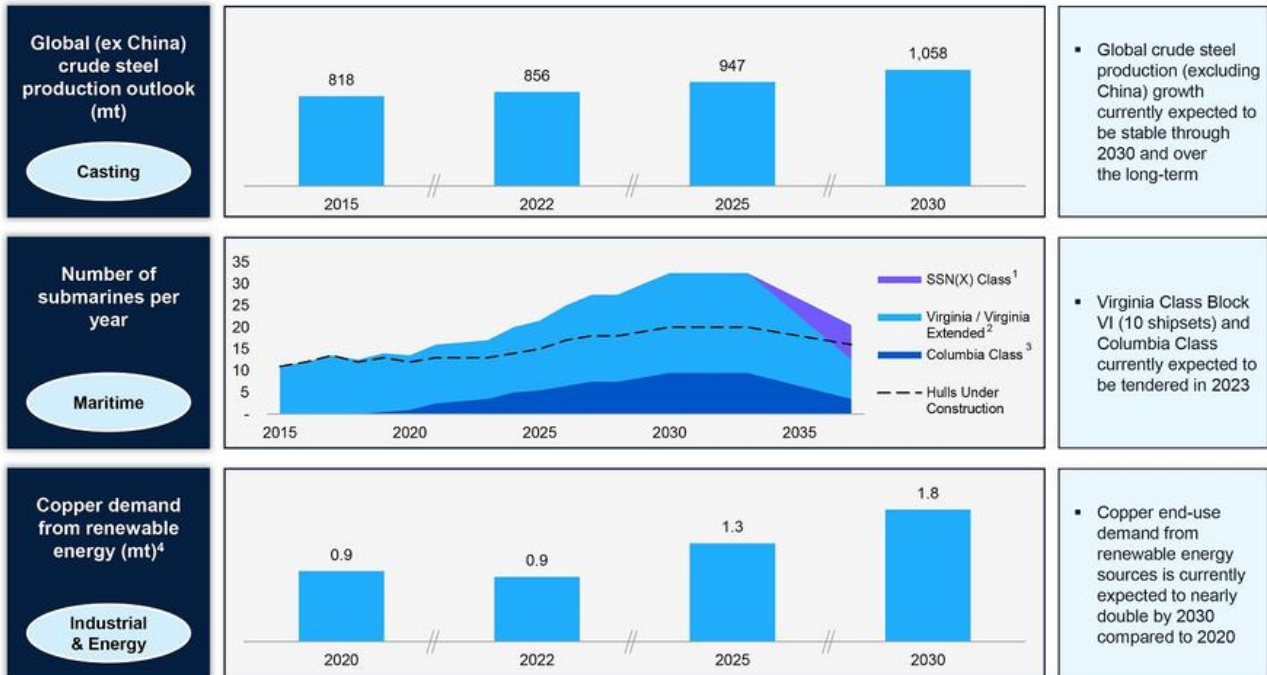 Global (ex China)
crude steel
production outlook
(mt)
Casting
818
856
947
1,058
2015
2022
2025
2030
▪ Global crude steel
production (excluding
China) growth
currently expected to
be stable through
2030 and over
the long-term
Number of
submarines per
year
Maritime
35
30
25
20
15
10
5
-
2015
2020
2025
2030
2035
SSN(X) Class1
Virginia / Virginia
Extended2
Columbia Class3
Hulls Under
Construction
▪ Virginia Class Block
VI (10 shipsets) and
Columbia Class
currently expected to
be tendered in 2023
Copper demand
from renewable
energy (mt)4
Industrial
& Energy
0.9
0.9
1.3
1.8
2020
2022
2025
2030
▪ Copper end-use
demand from
renewable energy
sources is currently
expected to nearly
double by 2030
compared to 2020